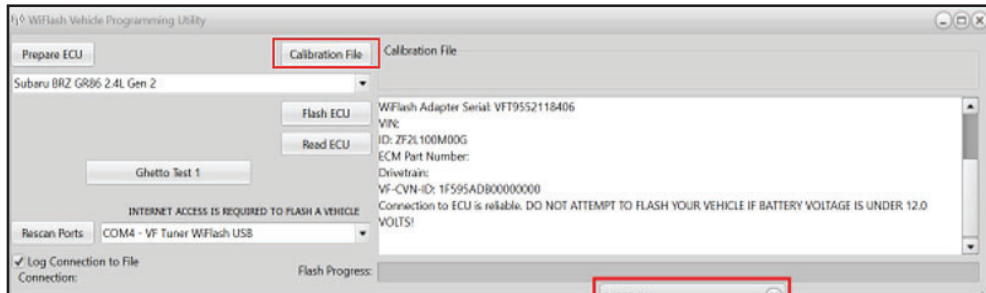 WiFlash Vehicle Programming Utility
Prepare ECU
Calibration File
Calibration File
Subaru BRZ GR86 2.4L Gen 2
Flash ECU
Read ECU
Ghetto Test 1
INTERNET ACCESS IS REQUIRED TO FLASH A VEHICLE
Rescan Ports
COM4 - VF Tuner WiFlash USB
Log Connection to File
Connection:
WiFlash Adapter Serial: VFT9552118406
VIN:
ID: ZF2L100M00G
ECM Part Number:
Drivetrain:
VF-CVN-ID: 1F595ADB00000000
Connection to ECU is reliable. DO NOT ATTEMPT TO FLASH YOUR VEHICLE IF BATTERY VOLTAGE IS UNDER 12.0
VOLTS!
Flash Progress: